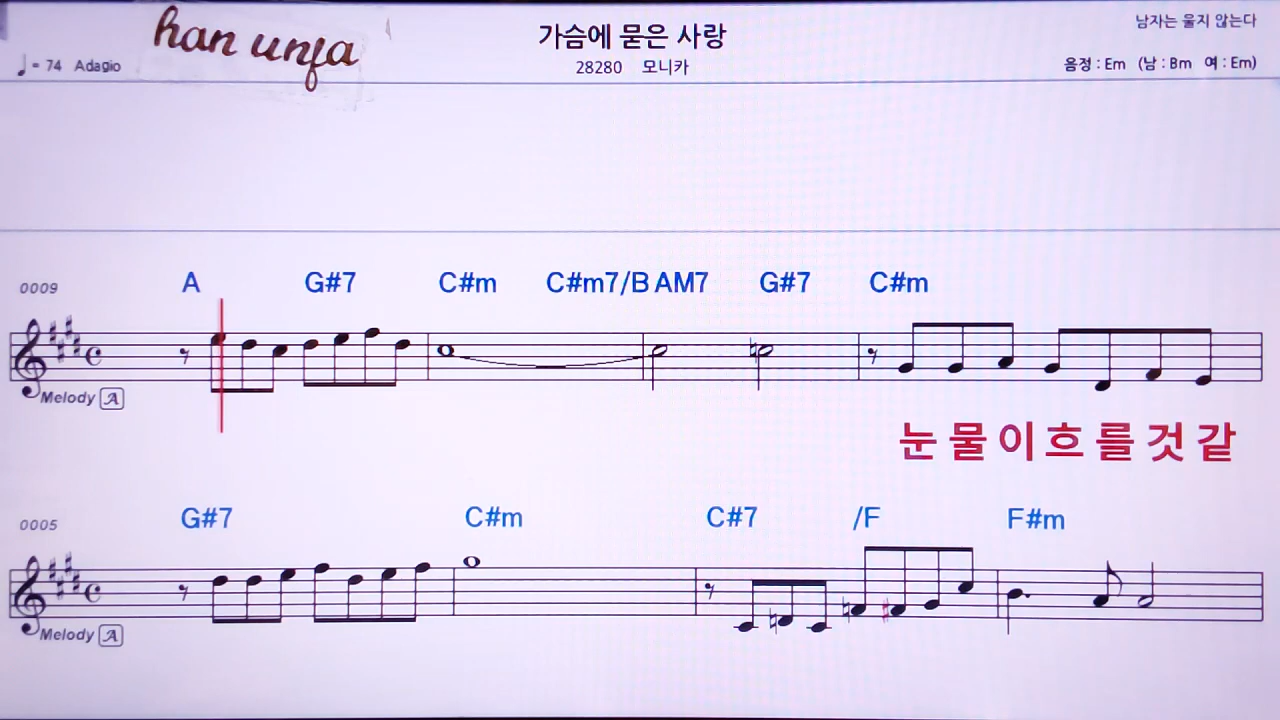 han unja
가슴에 묻은 사랑
남자는 울지 않는다
♩= 74 Adagio
28280 모니카
음정 : Em (남 : Bm 여 : Em)
0009
A G#7 C#m C#m7/B AM7 G#7 C#m
Melody A
눈 물 이 흐 를 것 같
0005
G#7 C#m C#7 /F F#m
Melody A